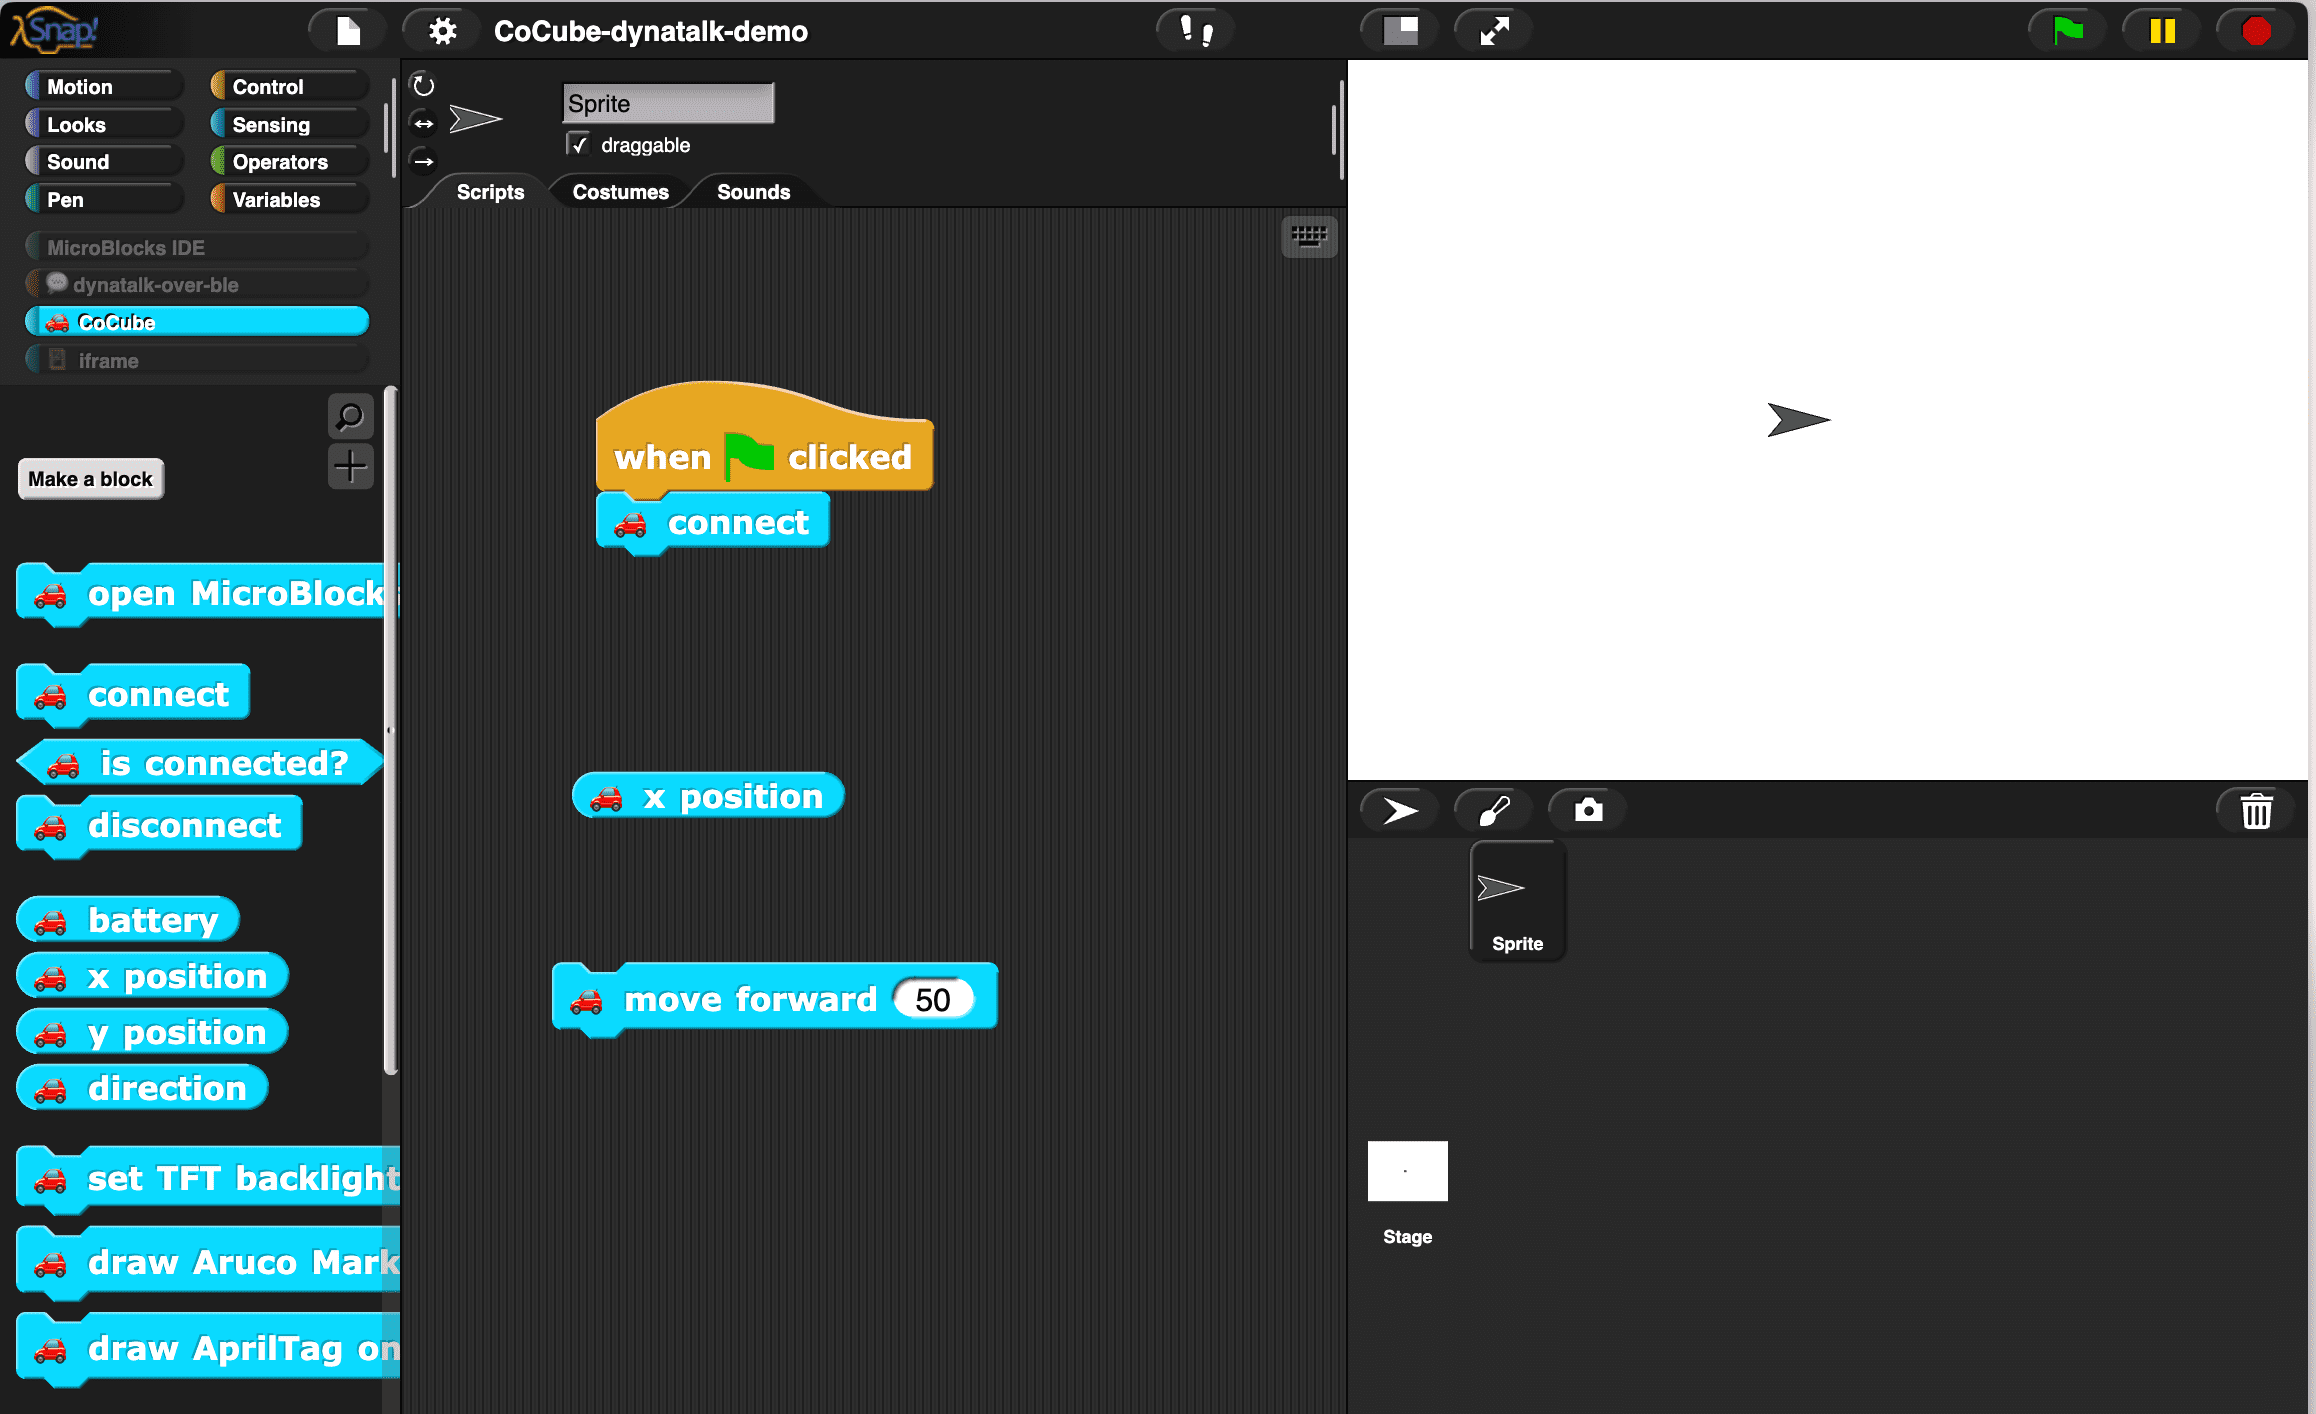 λSnap!
CoCube-dynatalk-demo
Motion
Control
Looks
Sensing
Sound
Operators
Pen
Variables
MicroBlocks IDE
dynatalk-over-ble
CoCube
iframe
Make a block
open MicroBlocks
connect
is connected?
disconnect
battery
x position
y position
direction
set TFT backlight
draw Aruco Mark
draw AprilTag on
Sprite
draggable
Scripts
Costumes
Sounds
when clicked
connect
x position
move forward 50
Sprite
Stage